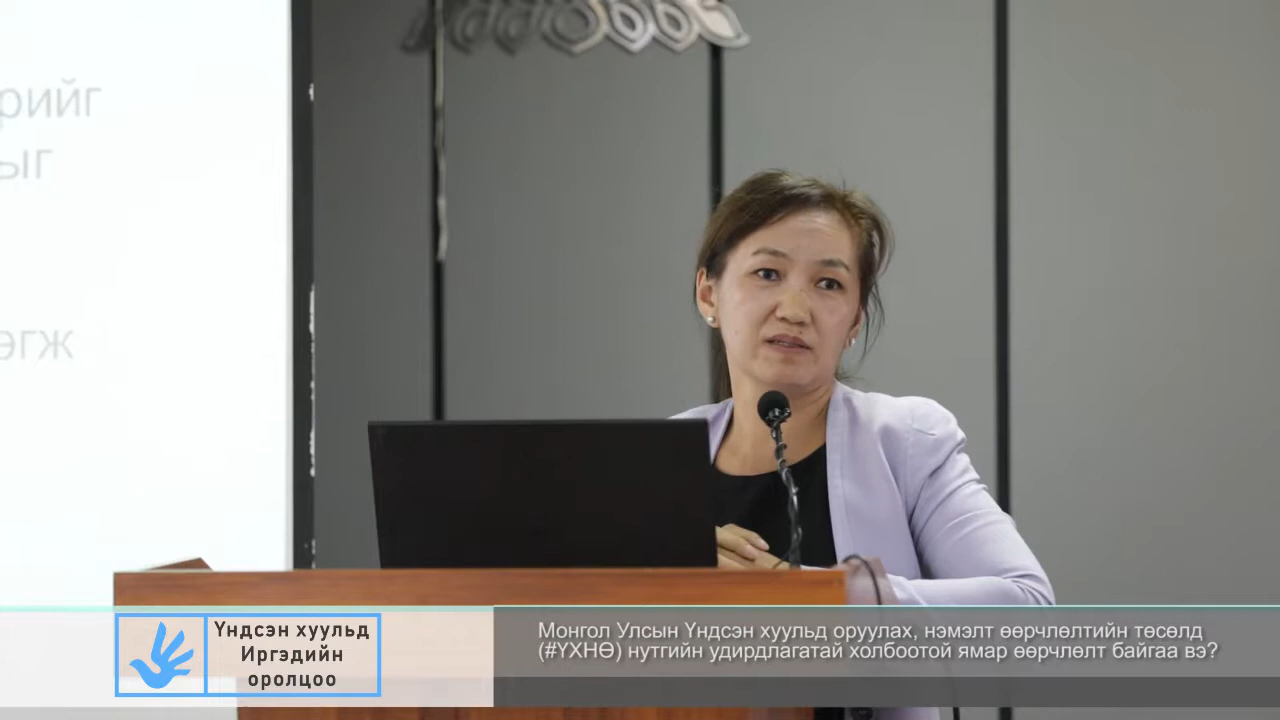 рийг
ыг
эгж
Үндсэн хуульд
Иргэдийн
оролцоо
Монгол Улсын Үндсэн хуульд оруулах, нэмэлт өөрчлөлтийн төсөлд
(#ҮХНӨ) нутгийн удирдлагатай холбоотой ямар өөрчлөлт байгаа вэ?